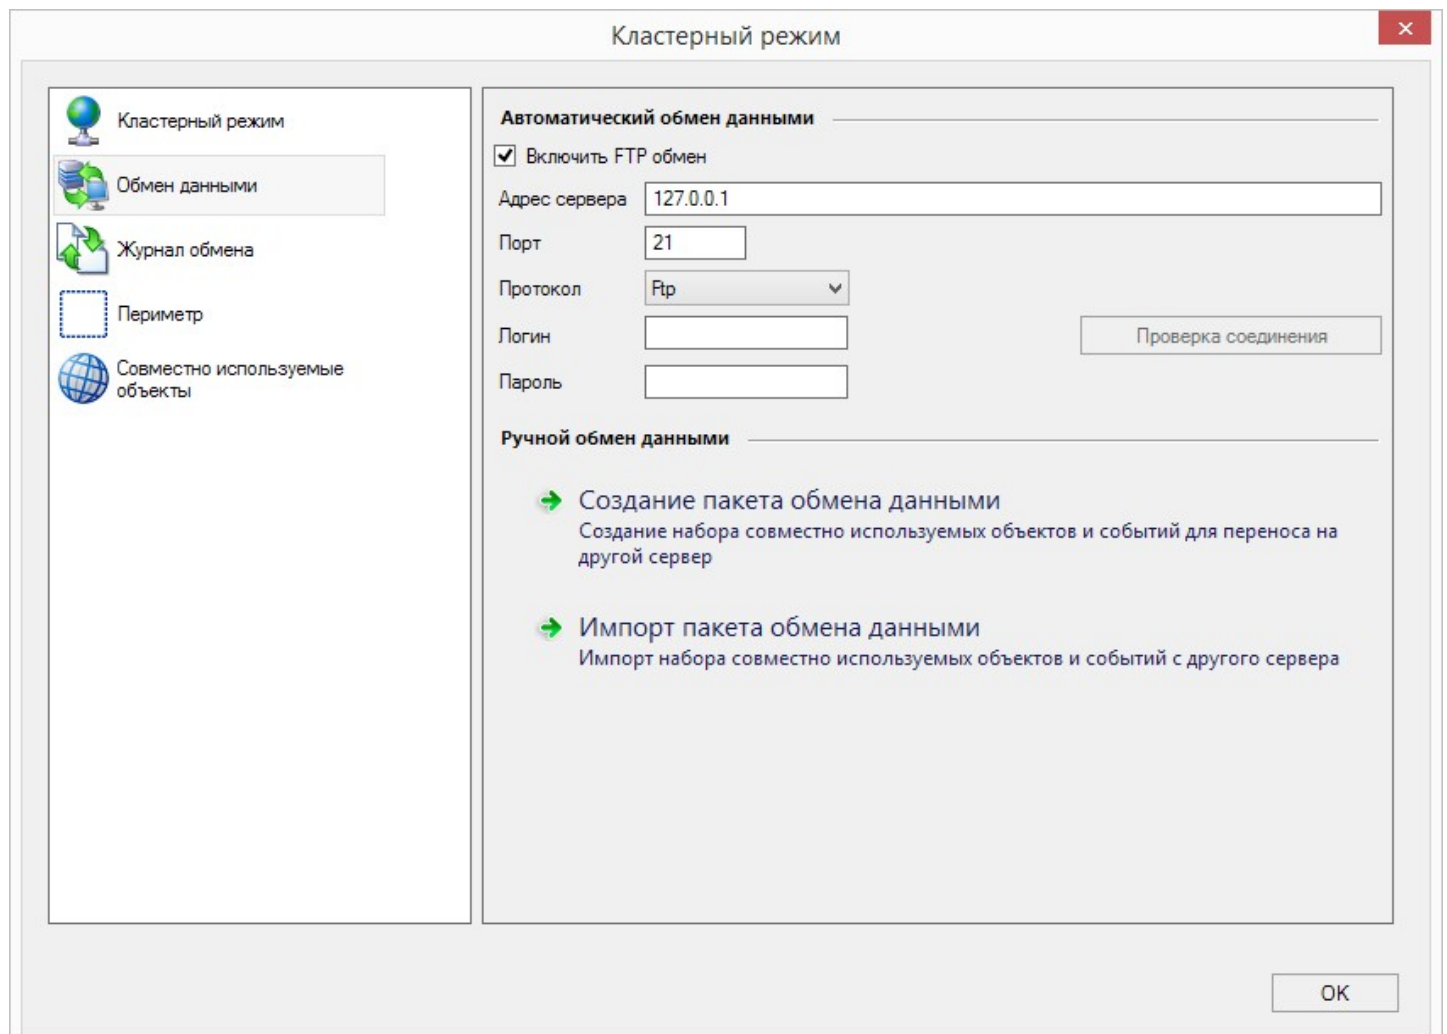 Кластерный режим
Кластерный режим
Обмен данными
Журнал обмена
Периметр
Совместно используемые
объекты
Автоматический обмен данными
Включить FTP обмен
Адрес сервера 127.0.0.1
Порт 21
Протокол Ftp
Логин Проверка соединения
Пароль
Ручной обмен данными
Создание пакета обмена данными
Создание набора совместно используемых объектов и событий для переноса на
другой сервер
Импорт пакета обмена данными
Импорт набора совместно используемых объектов и событий с другого сервера
OK